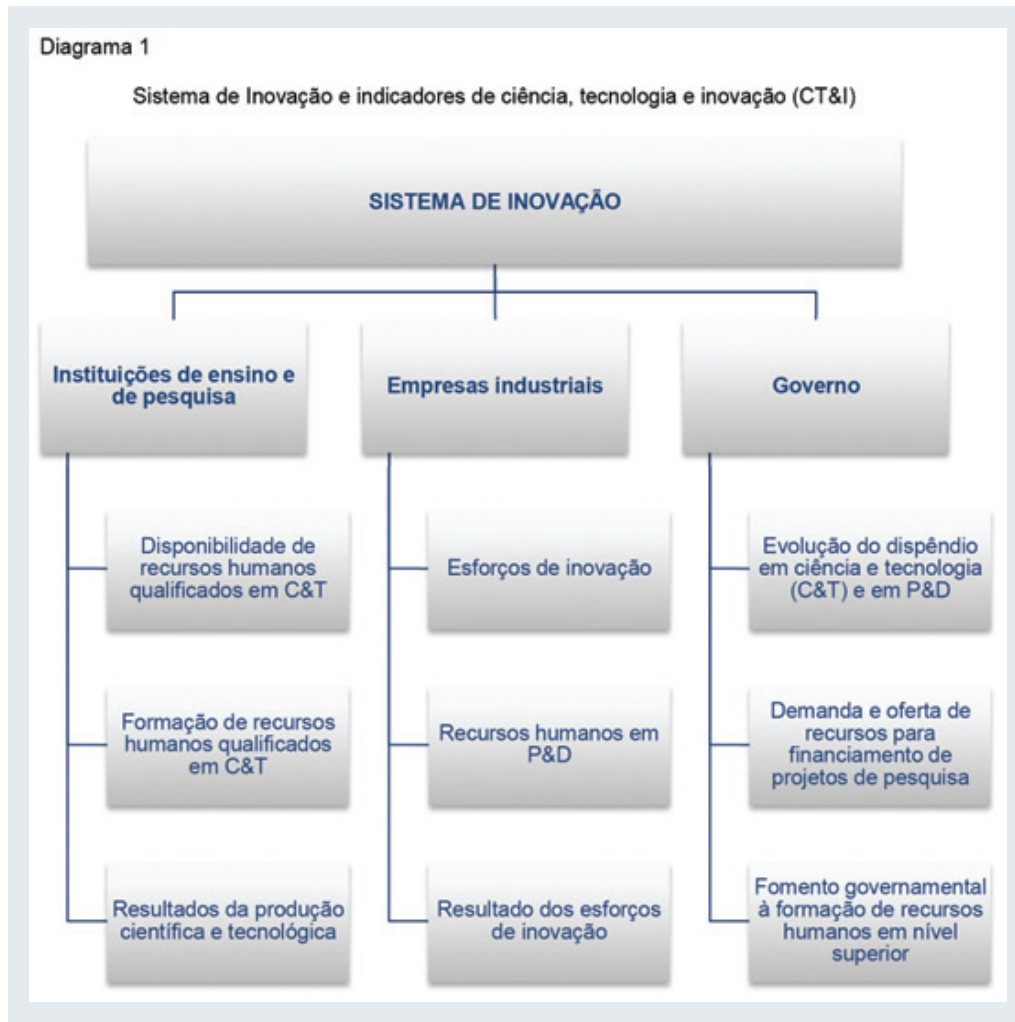 Diagrama 1
Sistema de Inovação e indicadores de ciência, tecnologia e inovação (CT&I)
SISTEMA DE INOVAÇÃO
Instituições de ensino e
de pesquisa
Disponibilidade de
recursos humanos
qualificados em C&T
Formação de recursos
humanos qualificados
em C&T
Resultados da produção
científica e tecnológica
Empresas industriais
Esforços de inovação
Recursos humanos em
P&D
Resultado dos esforços
de inovação
Governo
Evolução do dispêndio
em ciência e tecnologia
(C&T) e em P&D
Demanda e oferta de
recursos para
financiamento de
projetos de pesquisa
Fomento governamental
à formação de recursos
humanos em nível
superior